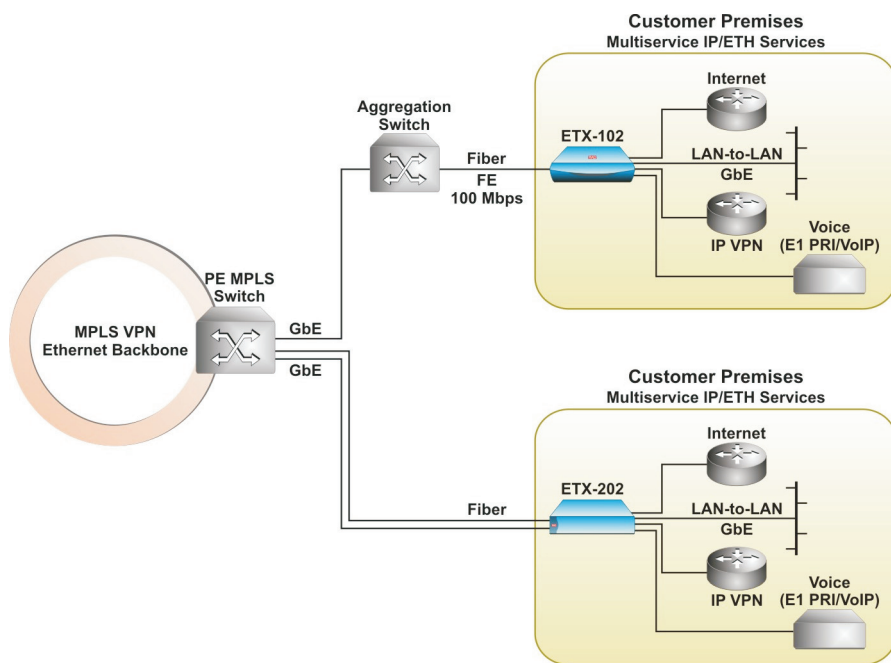 Customer Premises
Multiservice IP/ETH Services
Internet
Aggregation
Switch
ETX-102
Fiber
FE
100 Mbps
LAN-to-LAN
GbE
IP VPN
Voice
(E1 PRI/VoIP)
PE MPLS
Switch
MPLS VPN
Ethernet Backbone
GbE
GbE
Customer Premises
Multiservice IP/ETH Services
Internet
ETX-202
Fiber
LAN-to-LAN
GbE
IP VPN
Voice
(E1 PRI/VoIP)